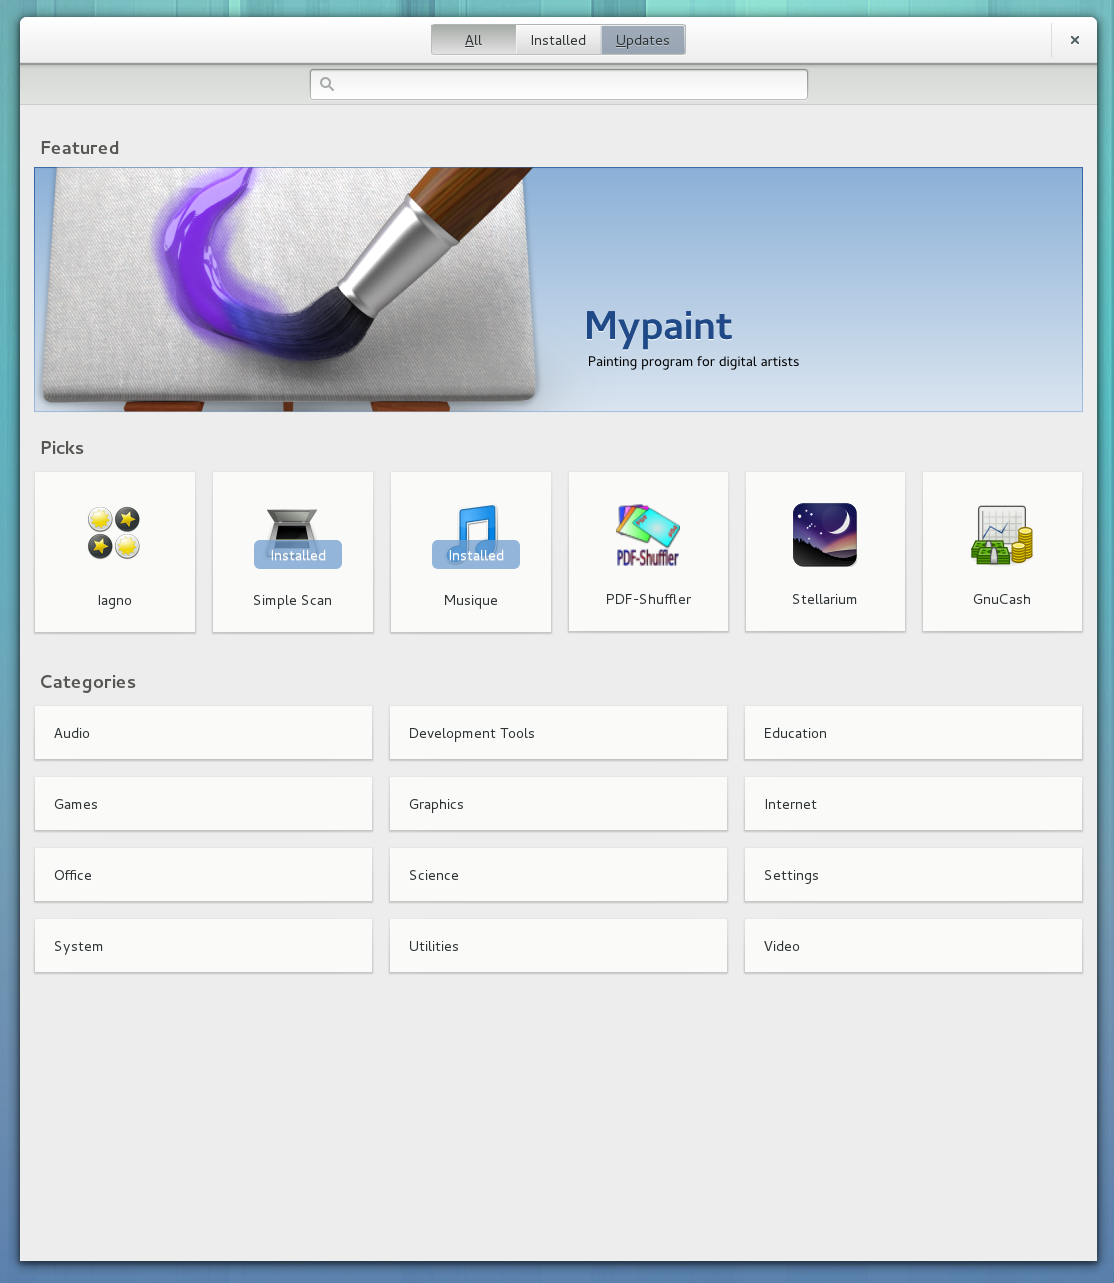 All
Installed
Updates
Featured
Mypaint
Painting program for digital artists
Picks
Installed
Installed
PDF-Shuffler
Iagno
Simple Scan
Musique
PDF-Shuffler
Stellarium
GnuCash
Categories
Audio
Development Tools
Education
Games
Graphics
Internet
Office
Science
Settings
System
Utilities
Video